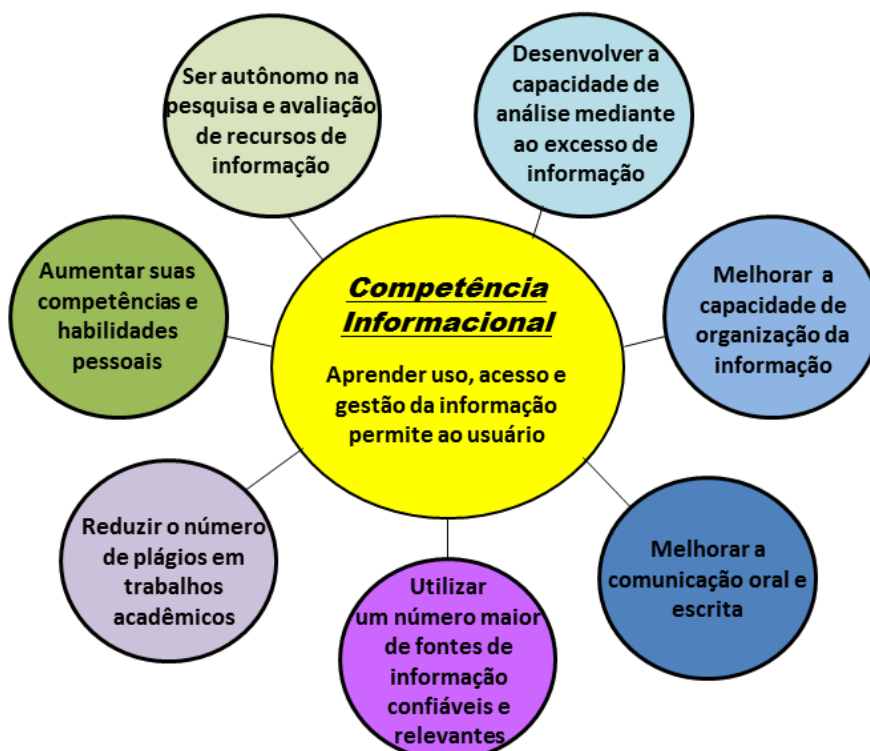 Ser autônomo na
pesquisa e avaliação
de recursos de
informação
Desenvolver a
capacidade de
análise mediante
ao excesso de
informação
Aumentar suas
competências e
habilidades
pessoais
Competência
Informacional
Aprender uso, acesso e
gestão da informação
permite ao usuário
Melhorar a
capacidade de
organização da
informação
Reduzir o número
de plágios em
trabalhos
acadêmicos
Utilizar
um número maior
de fontes de
informação
confiáveis e
relevantes
Melhorar a
comunicação oral e
escrita